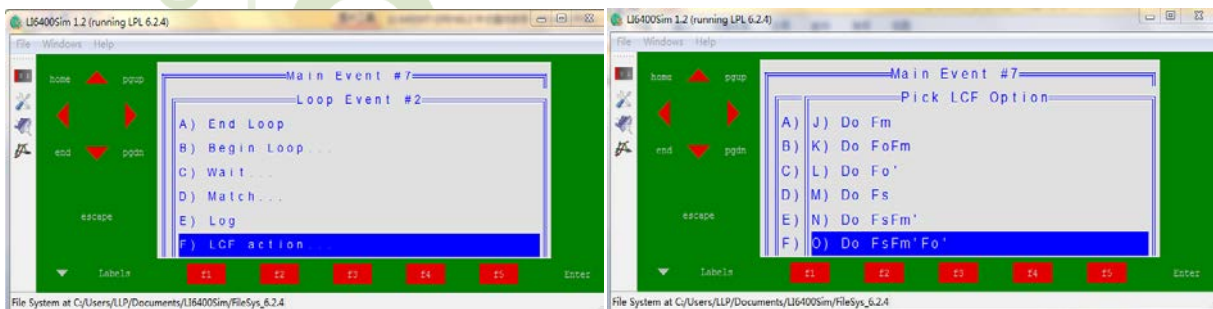 LI6400Sim 1.2 (running LPL 6.2.4)
File Windows Help
home pgup
end pgdn
escape
Labels f1 f2 f3 f4 f5 Enter
Main Event #7
Loop Event #2
A) End Loop
B) Begin Loop...
C) Wait...
D) Match...
E) Log
F) LCF action...
File System at C:/Users/LLP/Documents/LI6400Sim/FileSys_6.2.4
LI6400Sim 1.2 (running LPL 6.2.4)
File Windows Help
home pgup
end pgdn
escape
Labels f1 f2 f3 f4 f5 Enter
Main Event #7
Pick LCF Option
A) J) Do Fm
B) K) Do FoFm
C) L) Do Fo'
D) M) Do Fs
E) N) Do FsFm'
F) O) Do FsFm'Fo'
File System at C:/Users/LLP/Documents/LI6400Sim/FileSys_6.2.4